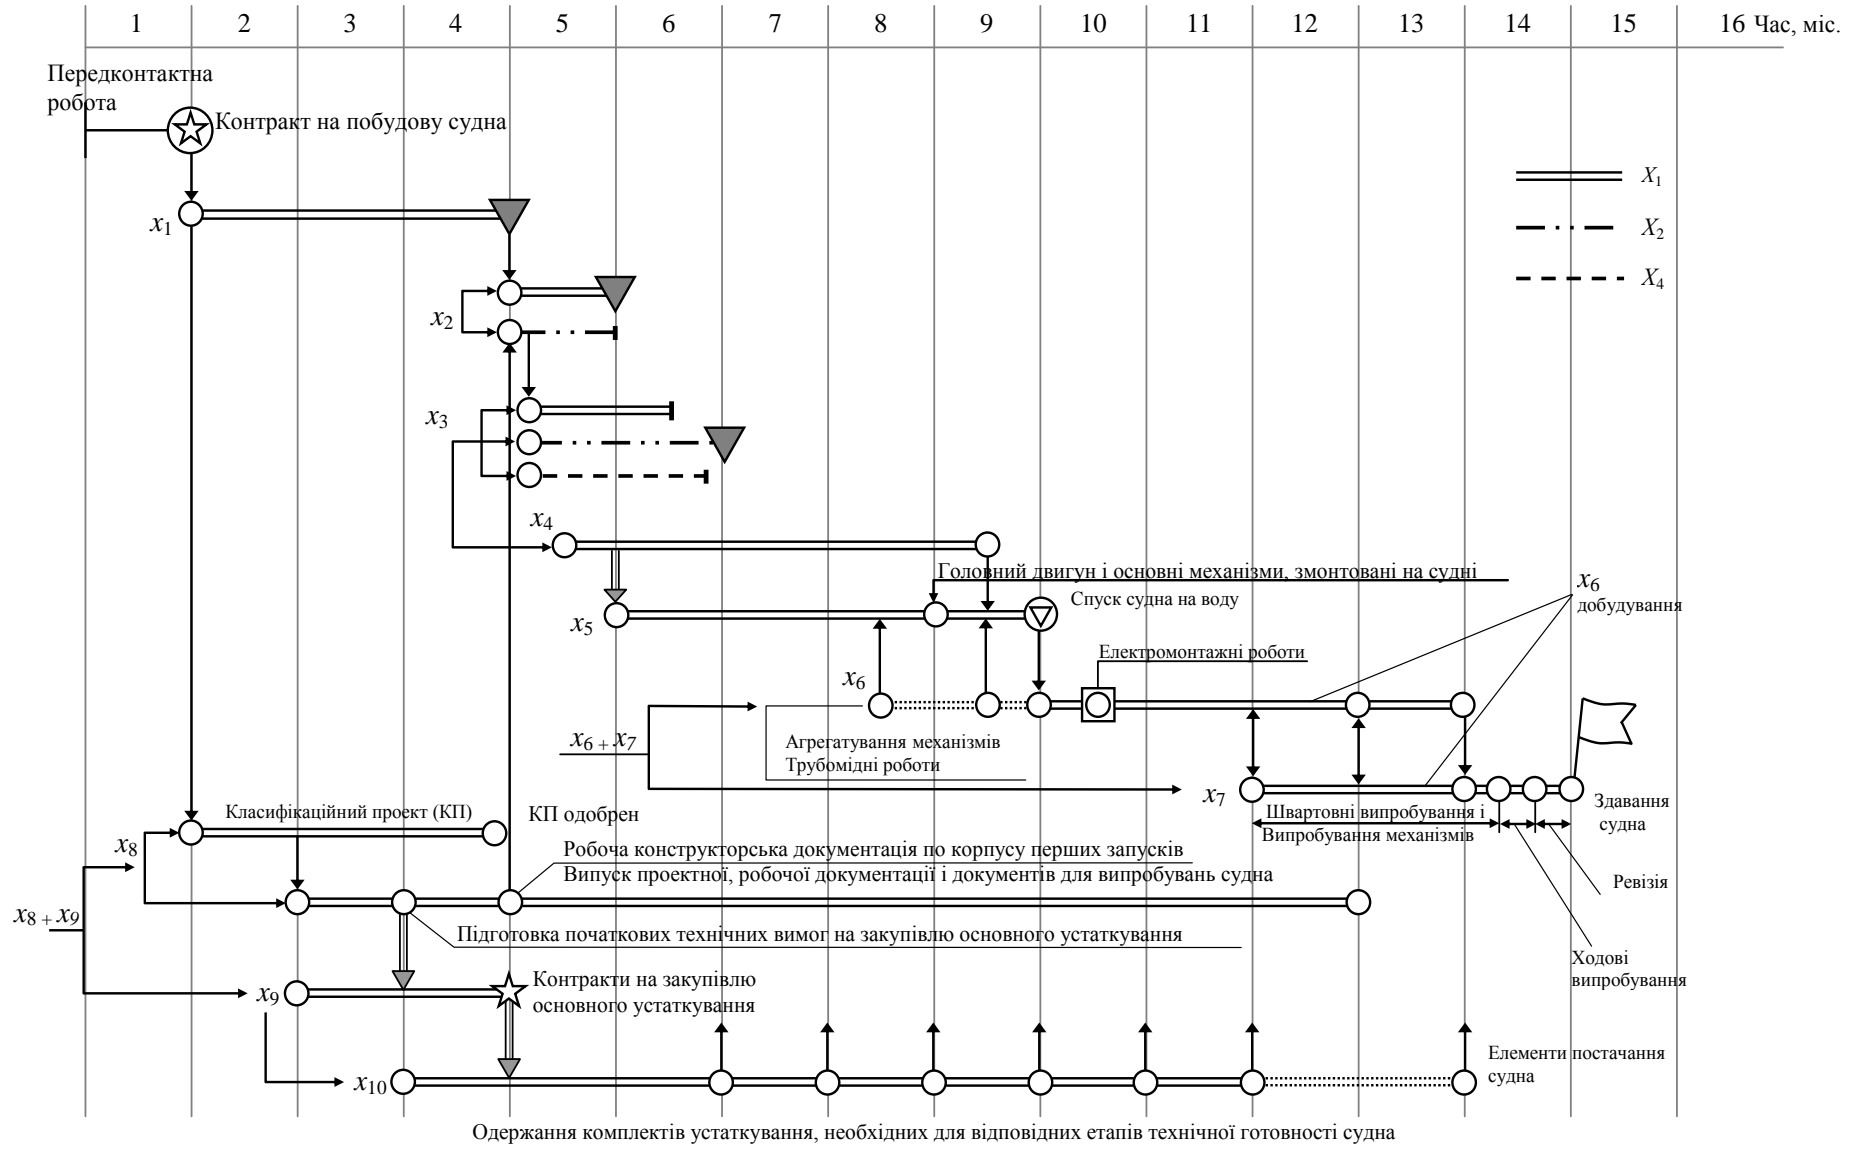 1 2 3 4 5 6 7 8 9 10 11 12 13 14 15 16 Час, міс.
Передконтактна
робота
Контракт на побудову судна
X1
x1
X2
X4
x2
x3
x4
Головний двигун і основні механізми, змонтовані на судні
x6
добудування
Спуск судна на воду
x5
Електромонтажні роботи
x6
x6 + x7
Агрегатування механізмів
Трубомідні роботи
x7
Здавання
судна
Швартовні випробування і
Випробування механізмів
Класифікаційний проект (КП)
КП одобрен
x8
Робоча конструкторська документація по корпусу перших запусків
Випуск проектної, робочої документації і документів для випробувань судна
Ревізія
x8 + x9
Підготовка початкових технічних вимог на закупівлю основного устаткування
Ходові
випробування
x9
Контракти на закупівлю
основного устаткування
Елементи постачання
судна
x10
Одержання комплектів устаткування, необхідних для відповідних етапів технічної готовності судна